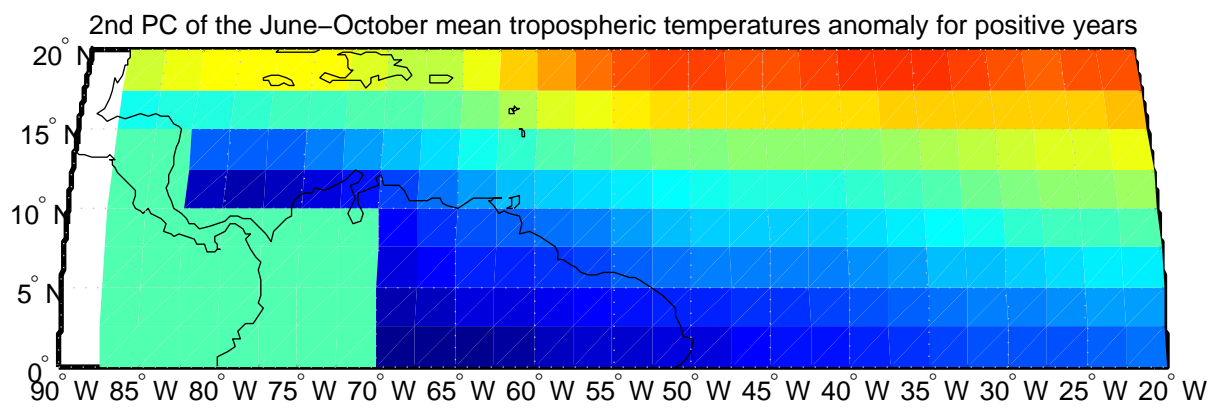 2nd PC of the June−October mean tropospheric temperatures anomaly for positive years
20° N
15° N
10° N
5° N
0°
90° W 85° W 80° W 75° W 70° W 65° W 60° W 55° W 50° W 45° W 40° W 35° W 30° W 25° W 20° W